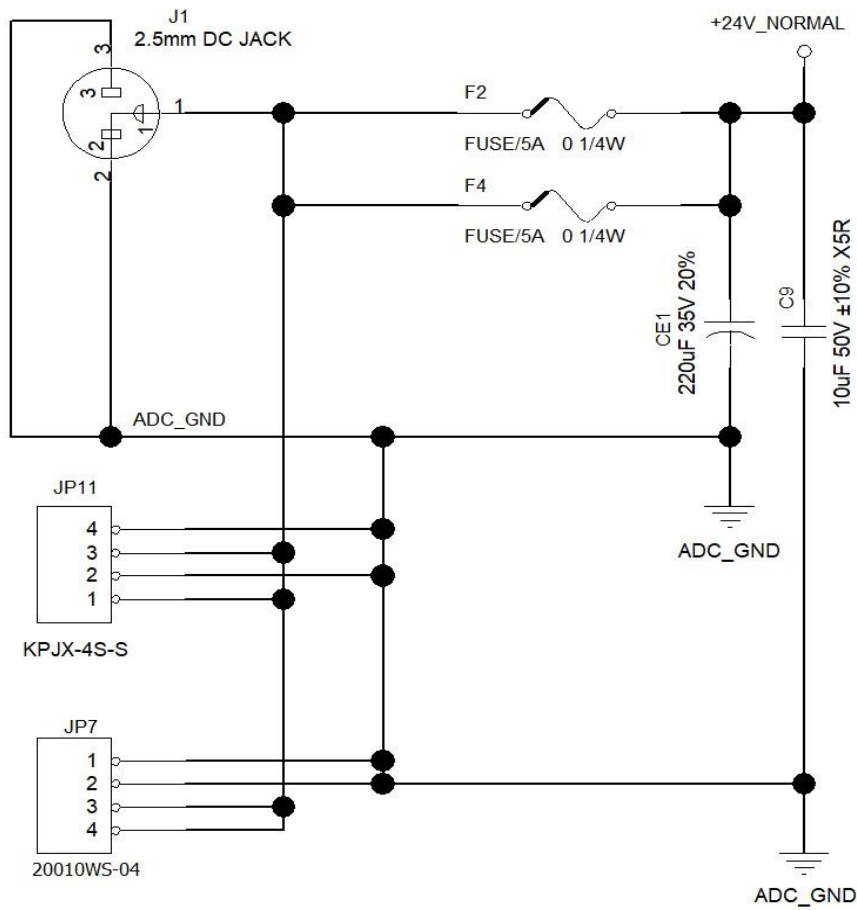 J1
2.5mm DC JACK
+24V_NORMAL
3
3
1
1
2
2
F2
FUSE/5A 0 1/4W
F4
FUSE/5A 0 1/4W
CE1
220uF 35V 20%
C9
10uF 50V ±10% X5R
ADC_GND
JP11
4
3
2
1
KPJX-4S-S
ADC_GND
JP7
1
2
3
4
20010WS-04
ADC_GND